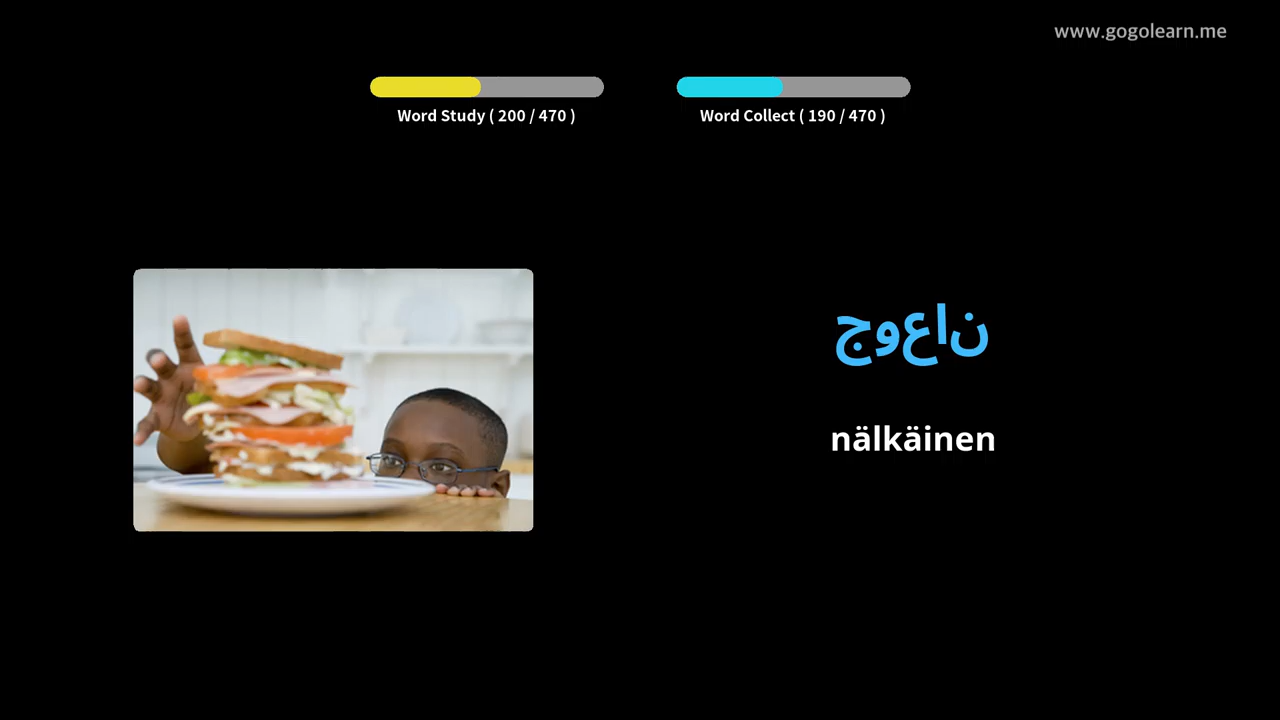 www.gogolearn.me
Word Study ( 200 / 470 )
Word Collect ( 190 / 470 )
جوعان
nälkäinen